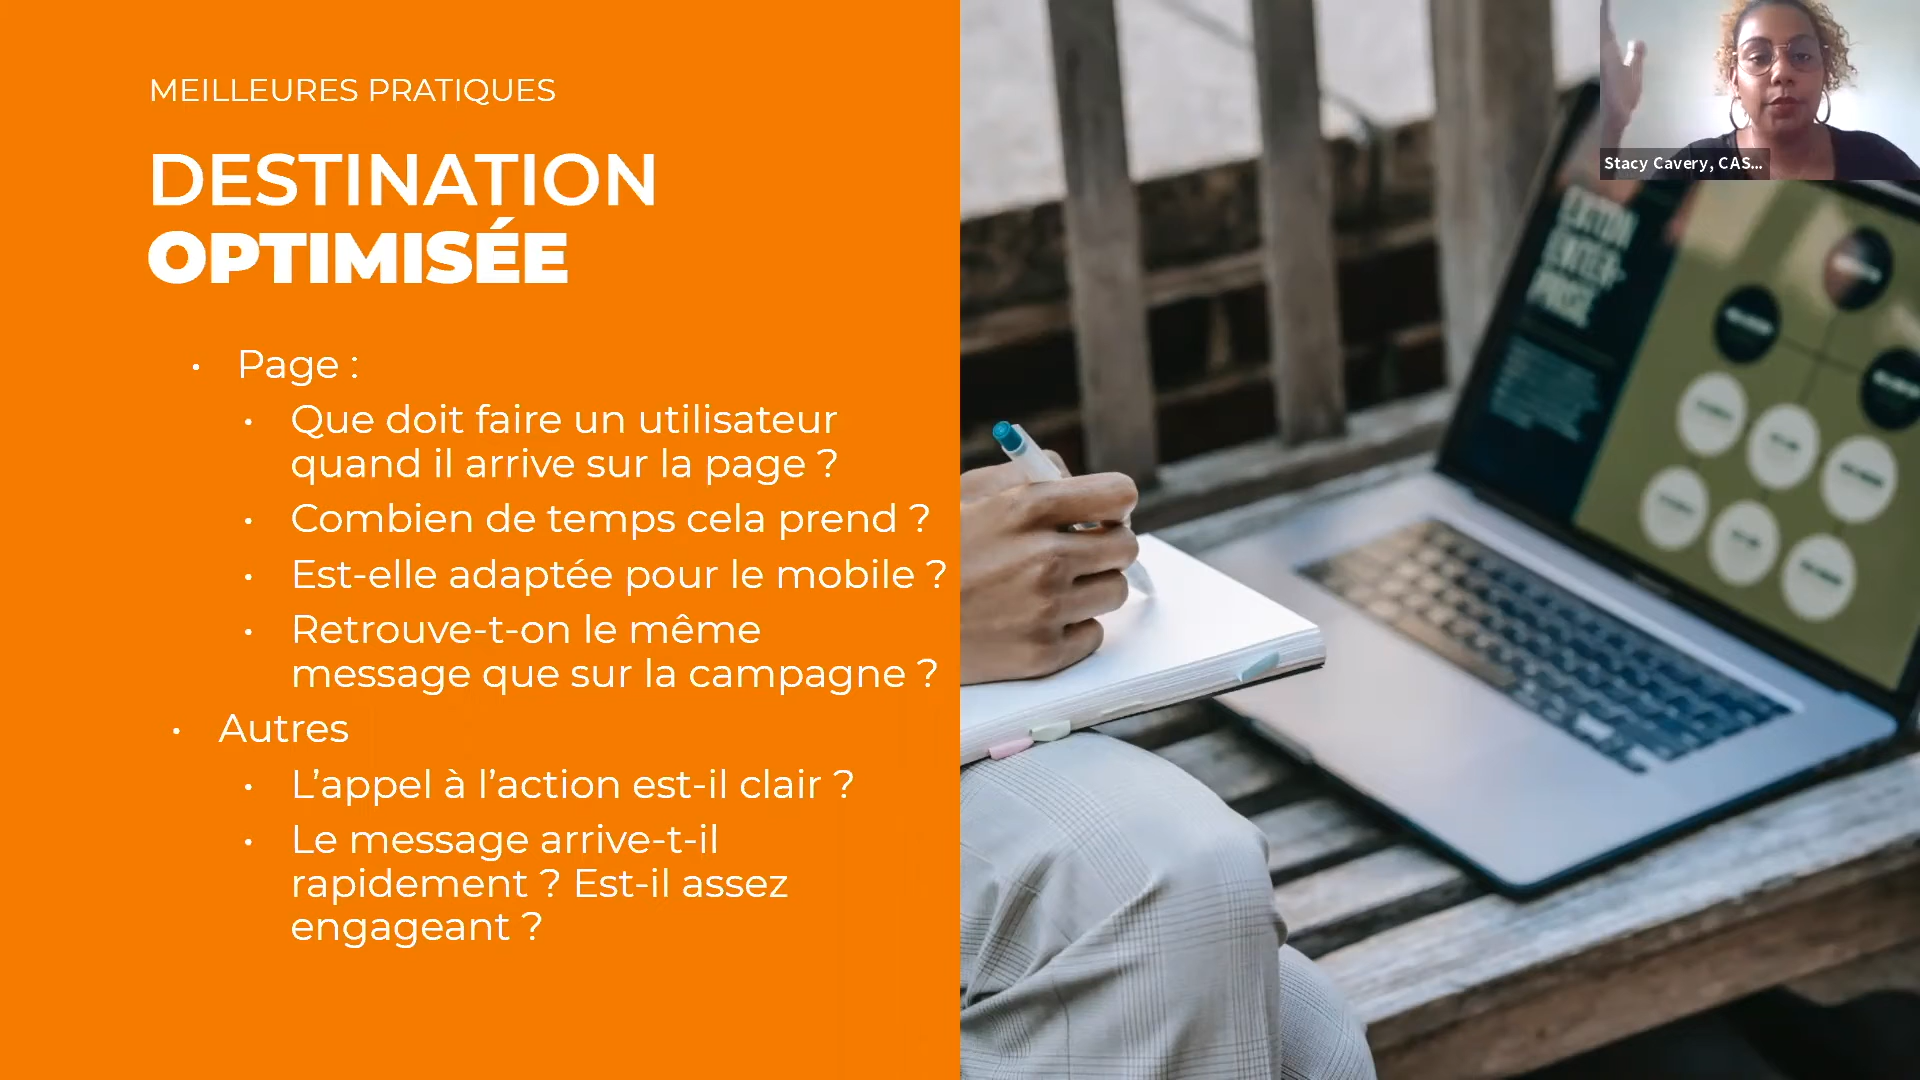 MEILLEURES PRATIQUES
DESTINATION
OPTIMISÉE
• Page :
• Que doit faire un utilisateur
quand il arrive sur la page ?
• Combien de temps cela prend ?
• Est-elle adaptée pour le mobile ?
• Retrouve-t-on le même
message que sur la campagne ?
• Autres
• L’appel à l’action est-il clair ?
• Le message arrive-t-il
rapidement ? Est-il assez
engageant ?
Stacy Cavery, CAS...